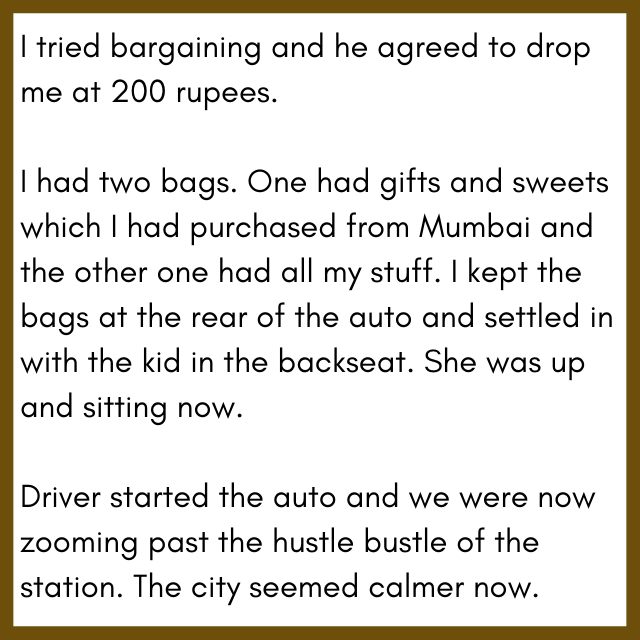 I tried bargaining and he agreed to drop
me at 200 rupees.
I had two bags. One had gifts and sweets
which I had purchased from Mumbai and
the other one had all my stuff. I kept the
bags at the rear of the auto and settled in
with the kid in the backseat. She was up
and sitting now.
Driver started the auto and we were now
zooming past the hustle bustle of the
station. The city seemed calmer now.